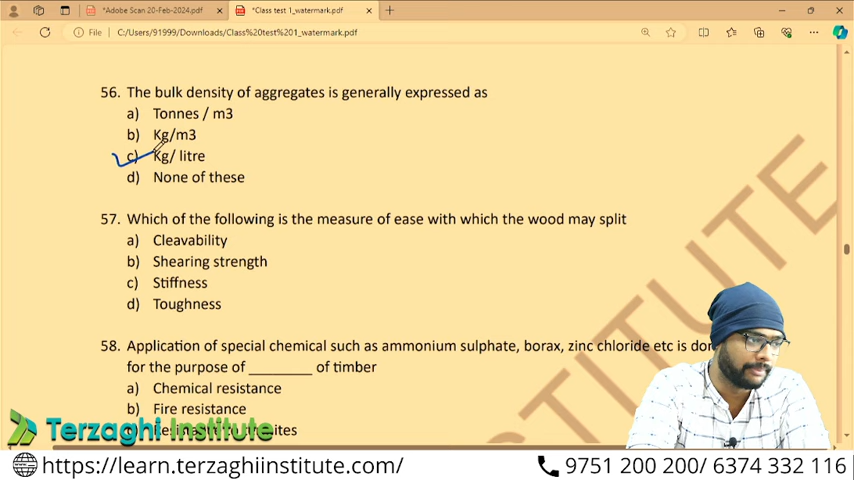 *Adobe Scan 20-Feb-2024.pdf
*Class test 1_watermark.pdf
File
C:/Users/91999/Downloads/Class%20test%201_watermark.pdf
56. The bulk density of aggregates is generally expressed as
a) Tonnes / m3
b) Kg/m3
c) Kg/ litre
d) None of these
57. Which of the following is the measure of ease with which the wood may split
a) Cleavability
b) Shearing strength
c) Stiffness
d) Toughness
58. Application of special chemical such as ammonium sulphate, borax, zinc chloride etc is
for the purpose of ________ of timber
a) Chemical resistance
b) Fire resistance
INSTITUTE
Terzaghi Institute
https://learn.terzaghiinstitute.com/
9751 200 200/ 6374 332 116